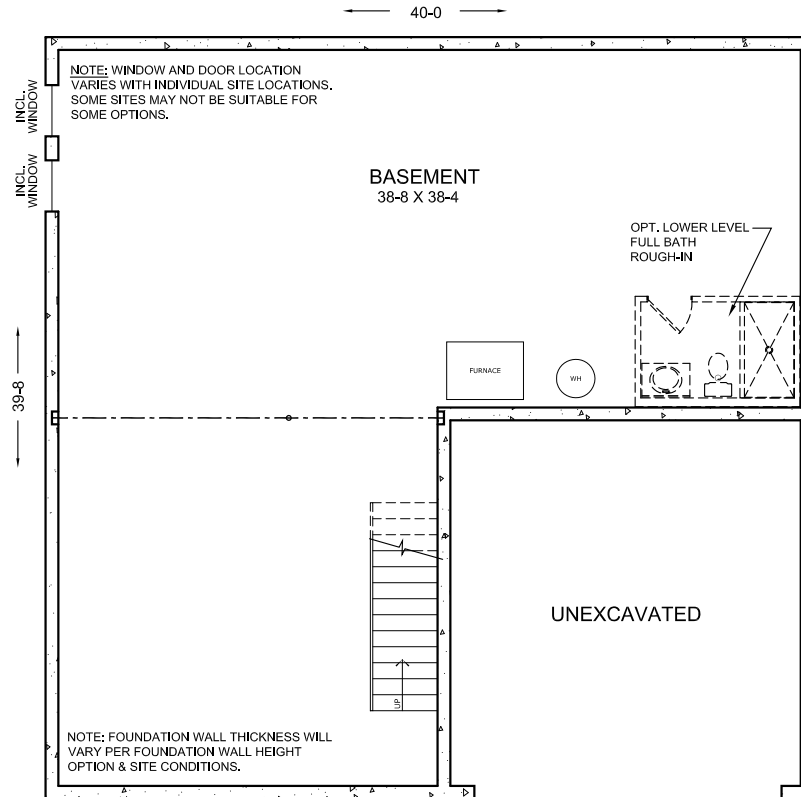 40-0
NOTE: WINDOW AND DOOR LOCATION
VARIES WITH INDIVIDUAL SITE LOCATIONS.
SOME SITES MAY NOT BE SUITABLE FOR
SOME OPTIONS.
INCL.
WINDOW
INCL.
WINDOW
BASEMENT
38-8 X 38-4
OPT. LOWER LEVEL
FULL BATH
ROUGH-IN
39-8
FURNACE
WH
UNEXCAVATED
UP
NOTE: FOUNDATION WALL THICKNESS WILL
VARY PER FOUNDATION WALL HEIGHT
OPTION & SITE CONDITIONS.